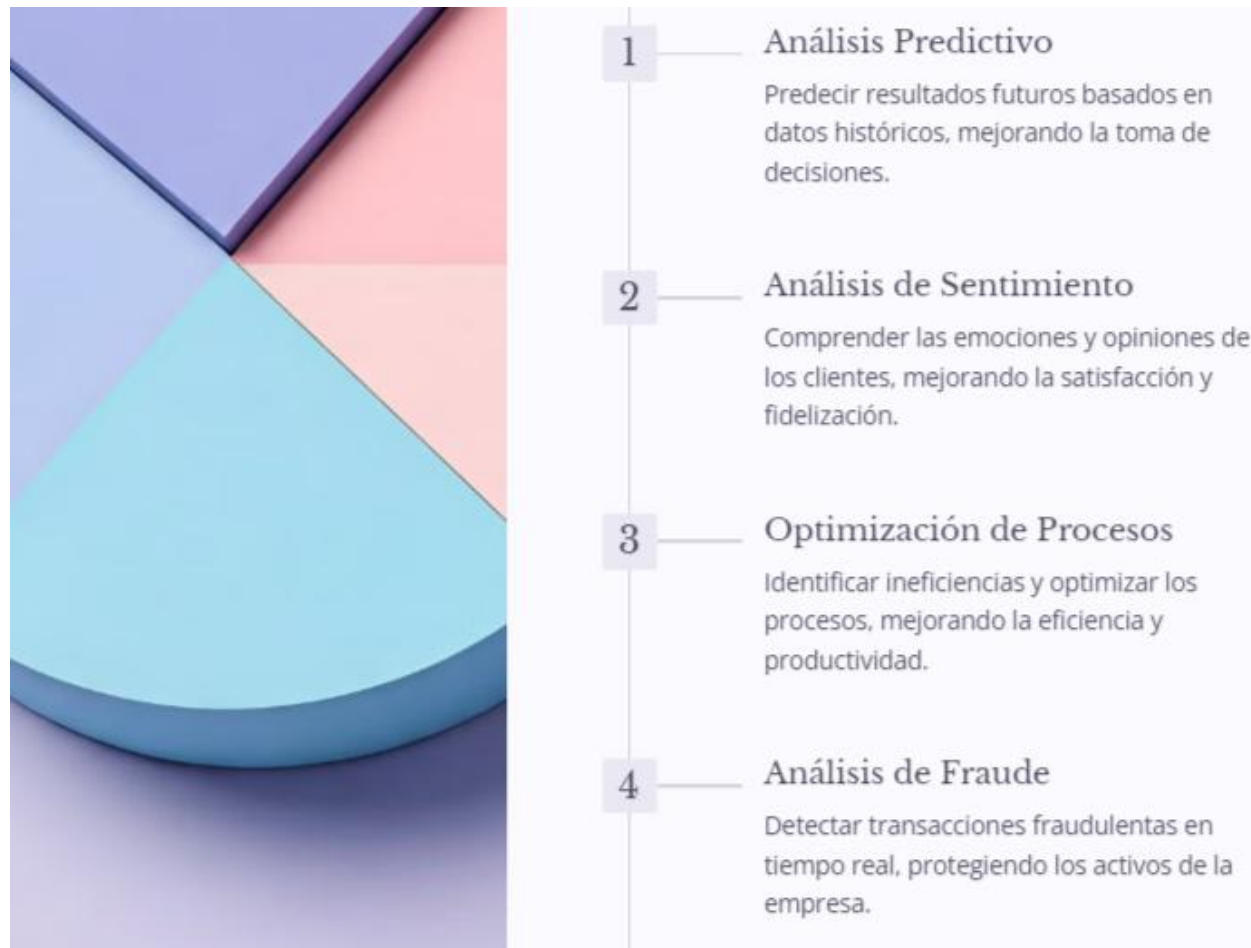 1
Análisis Predictivo
Predecir resultados futuros basados en
datos históricos, mejorando la toma de
decisiones.
2
Análisis de Sentimiento
Comprender las emociones y opiniones de
los clientes, mejorando la satisfacción y
fidelización.
3
Optimización de Procesos
Identificar ineficiencias y optimizar los
procesos, mejorando la eficiencia y
productividad.
4
Análisis de Fraude
Detectar transacciones fraudulentas en
tiempo real, protegiendo los activos de la
empresa.